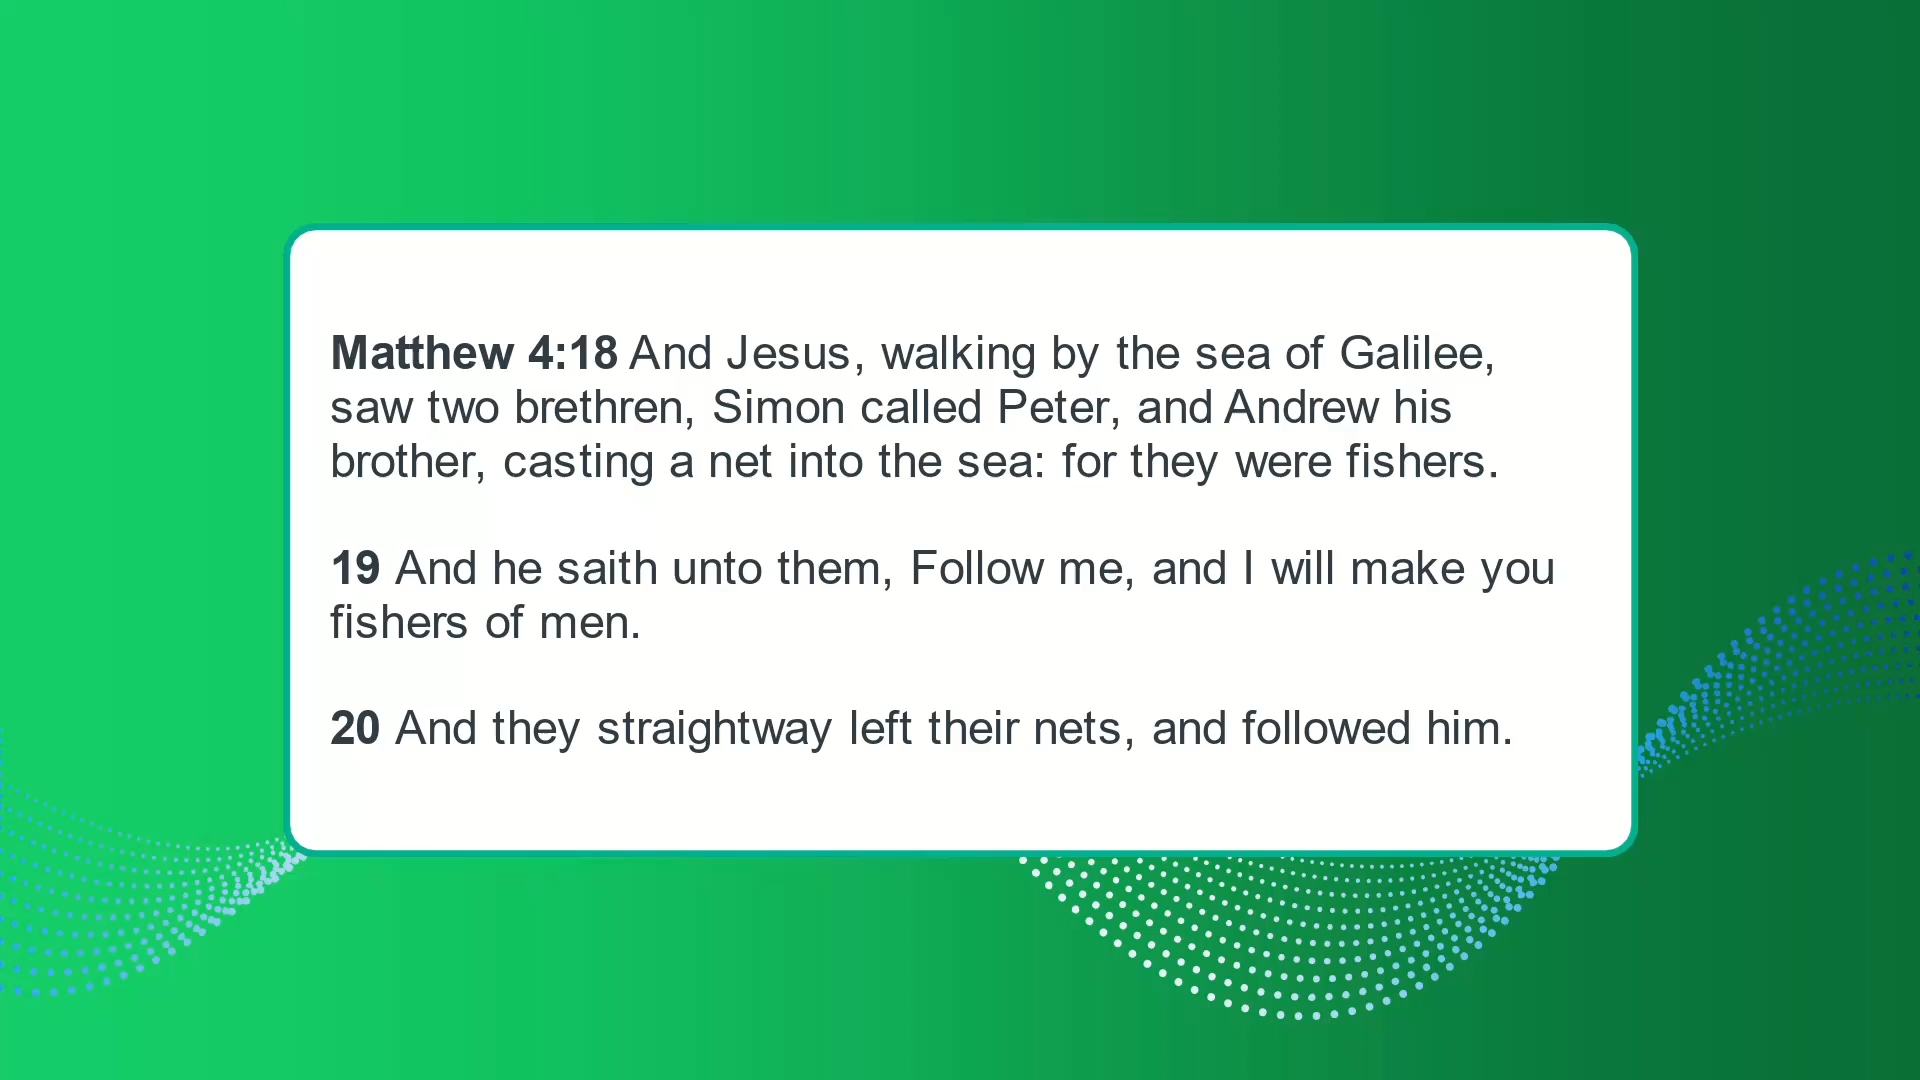 Matthew 4:18 And Jesus, walking by the sea of Galilee,
saw two brethren, Simon called Peter, and Andrew his
brother, casting a net into the sea: for they were fishers.
19 And he saith unto them, Follow me, and I will make you
fishers of men.
20 And they straightway left their nets, and followed him.